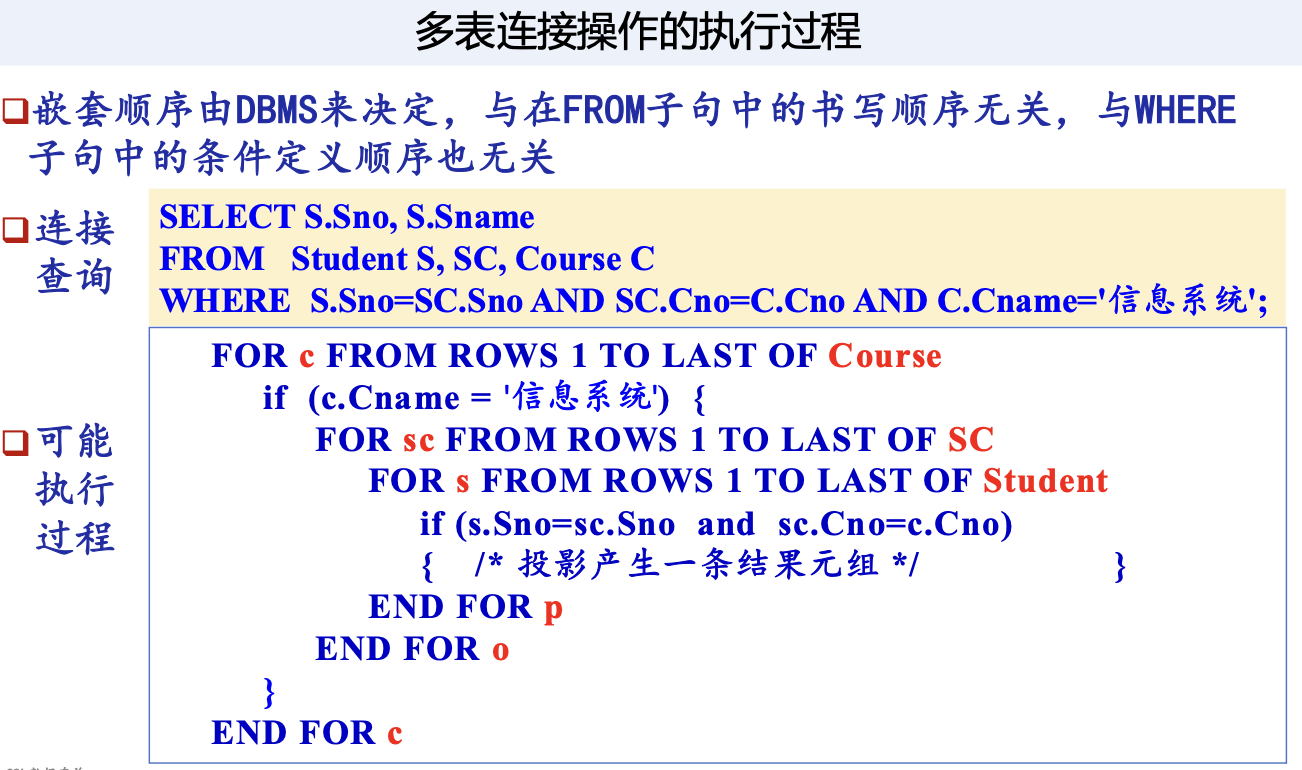 多表连接操作的执行过程
❑嵌套顺序由DBMS来决定，与在FROM子句中的书写顺序无关，与WHERE
子句中的条件定义顺序也无关
❑连接
查询
SELECT S.Sno, S.Sname
FROM Student S, SC, Course C
WHERE S.Sno=SC.Sno AND SC.Cno=C.Cno AND C.Cname='信息系统';
❑可能
执行
过程
FOR c FROM ROWS 1 TO LAST OF Course
if (c.Cname = '信息系统') {
FOR sc FROM ROWS 1 TO LAST OF SC
FOR s FROM ROWS 1 TO LAST OF Student
if (s.Sno=sc.Sno and sc.Cno=c.Cno)
{ /* 投影产生一条结果元组 */ }
END FOR p
END FOR o
}
END FOR c